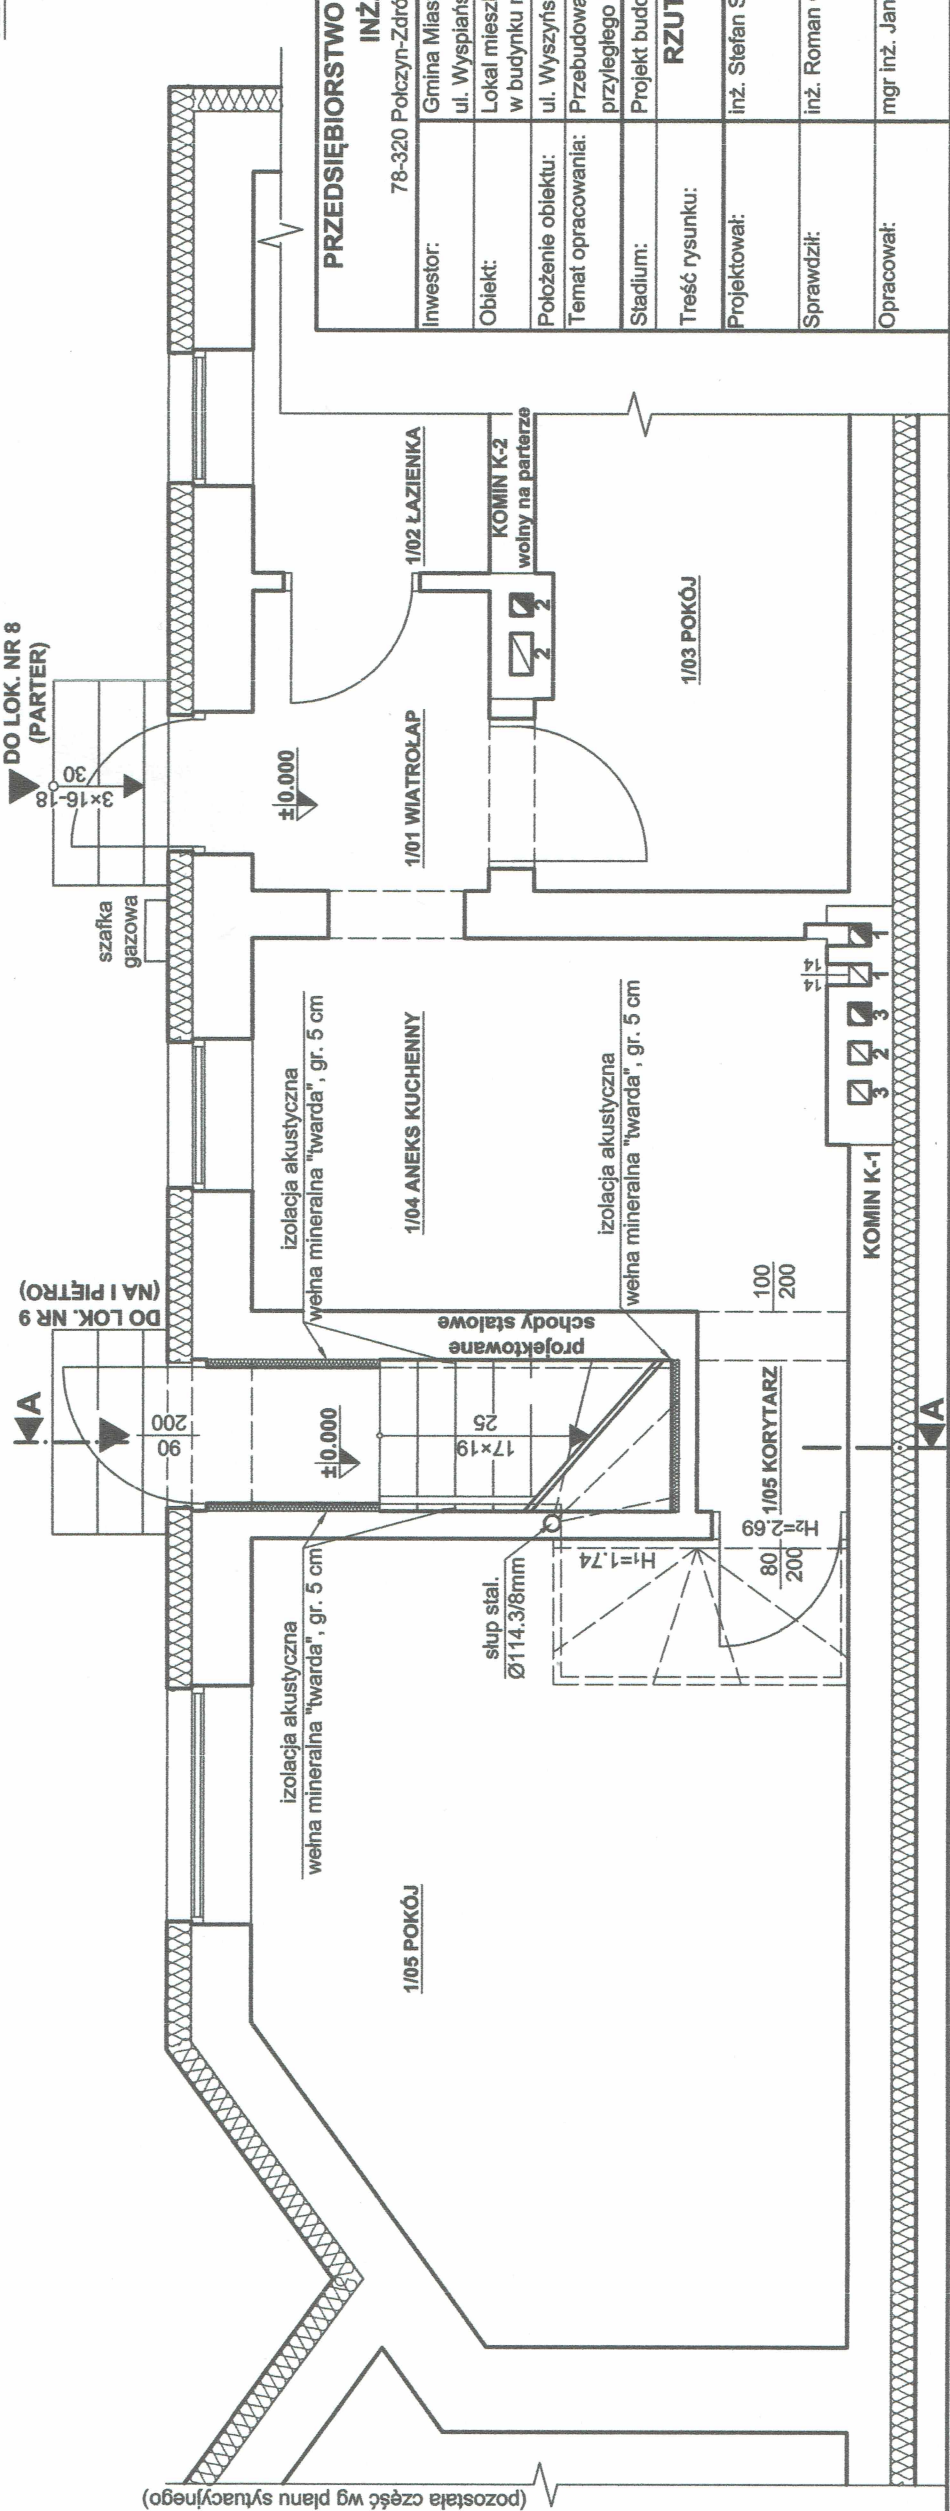 (pozostała część wg planu sytuacyjnego)
DO LOK. NR 9
(NA I PIĘTRO)
A
90
200
±0.000
17×19
25
projektowane
schody stalowe
izolacja akustyczna
wełna mineralna "twarda", gr. 5 cm
słup stal.
Ø114.3/8mm
H1=1.74
H2=2.69
80
200
1/05 KORYTARZ
A
1/05 POKÓJ
izolacja akustyczna
wełna mineralna "twarda", gr. 5 cm
1/04 ANEKS KUCHENNY
izolacja akustyczna
wełna mineralna "twarda", gr. 5 cm
100
200
KOMIN K-1
3
2
3
1
1
14
14
szafka
gazowa
DO LOK. NR 8
(PARTER)
3×16-18
30
±0.000
1/01 WIATROŁAP
1/02 ŁAZIENKA
KOMIN K-2
wolny na parterze
2
2
1/03 POKÓJ
PRZEDSIĘBIORSTWO
INŻ
78-320 Połczyn-Zdró
Inwestor:
Gmina Mias
ul. Wyspiańs
Obiekt:
Lokal miesz
w budynku n
Położenie obiektu:
ul. Wyszyńs
Temat opracowania:
Przebudowa
przyległego
Stadium:
Projekt budo
Treść rysunku:
RZUT
Projektował:
inż. Stefan S
Sprawdził:
inż. Roman
Opracował:
mgr inż. Jan